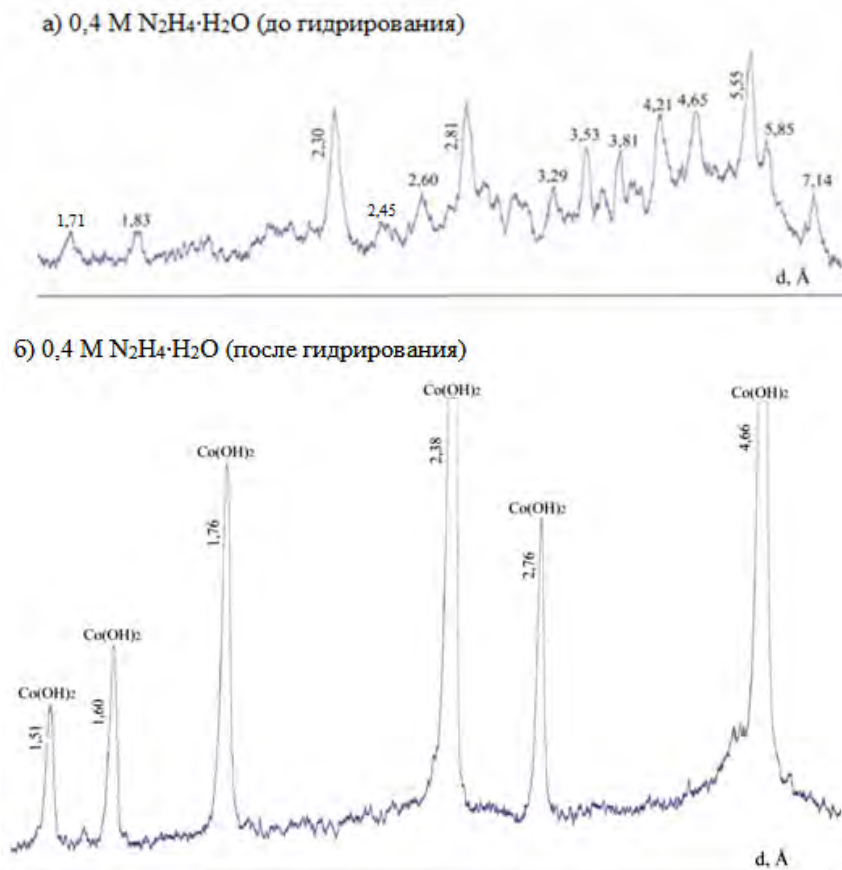 а) 0,4 М N2H4·H2O (до гидрирования)
1,71
1,83
2,30
2,45
2,60
2,81
3,29
3,53
3,81
4,21
4,65
5,55
5,85
7,14
d, Å
б) 0,4 М N2H4·H2O (после гидрирования)
Co(OH)2
1,51
Co(OH)2
1,60
Co(OH)2
1,76
Co(OH)2
2,38
Co(OH)2
2,76
Co(OH)2
4,66
d, Å